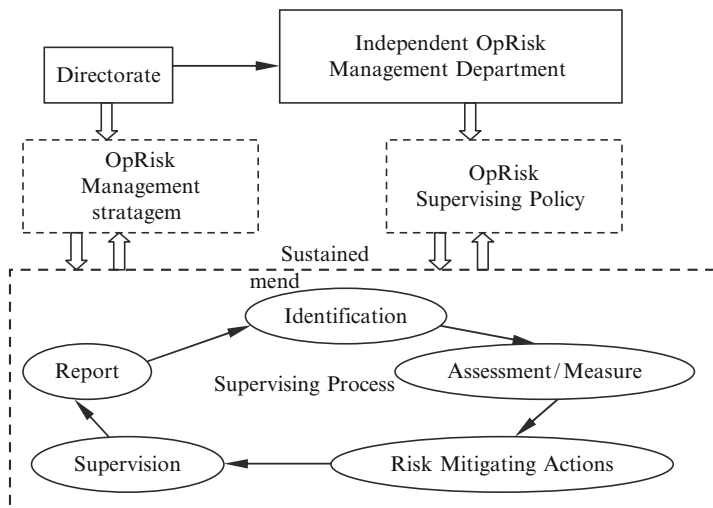 Directorate
Independent OpRisk
Management Department
OpRisk
Management
stratagem
OpRisk
Supervising Policy
Sustained
mend
Identification
Report
Assessment/Measure
Supervising Process
Supervision
Risk Mitigating Actions